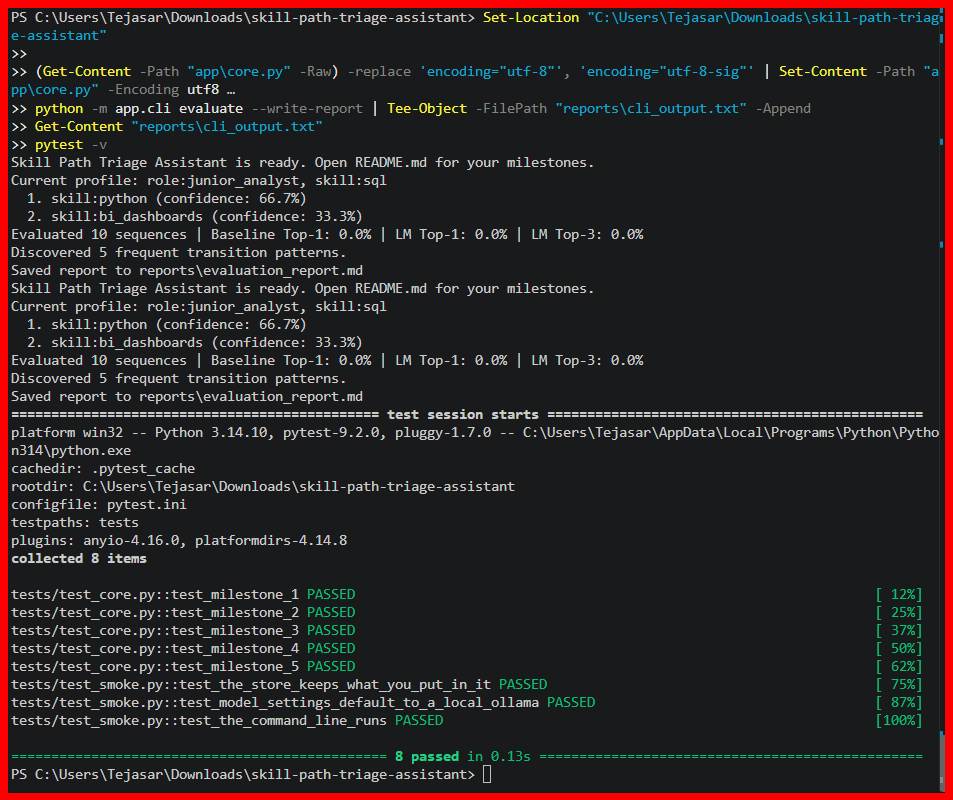 PS C:\Users\Tejasar\Downloads\skill-path-triage-assistant> Set-Location "C:\Users\Tejasar\Downloads\skill-path-triag
e-assistant"
>>
>> (Get-Content -Path "app\core.py" -Raw) -replace 'encoding="utf-8"', 'encoding="utf-8-sig"' | Set-Content -Path "a
pp\core.py" -Encoding utf8 …
>> python -m app.cli evaluate --write-report | Tee-Object -FilePath "reports\cli_output.txt" -Append
>> Get-Content "reports\cli_output.txt"
>> pytest -v
Skill Path Triage Assistant is ready. Open README.md for your milestones.
Current profile: role:junior_analyst, skill:sql
  1. skill:python (confidence: 66.7%)
  2. skill:bi_dashboards (confidence: 33.3%)
Evaluated 10 sequences | Baseline Top-1: 0.0% | LM Top-1: 0.0% | LM Top-3: 0.0%
Discovered 5 frequent transition patterns.
Saved report to reports\evaluation_report.md
Skill Path Triage Assistant is ready. Open README.md for your milestones.
Current profile: role:junior_analyst, skill:sql
  1. skill:python (confidence: 66.7%)
  2. skill:bi_dashboards (confidence: 33.3%)
Evaluated 10 sequences | Baseline Top-1: 0.0% | LM Top-1: 0.0% | LM Top-3: 0.0%
Discovered 5 frequent transition patterns.
Saved report to reports\evaluation_report.md
============================================== test session starts ===============================================
platform win32 -- Python 3.14.10, pytest-9.2.0, pluggy-1.7.0 -- C:\Users\Tejasar\AppData\Local\Programs\Python\Pytho
n314\python.exe
cachedir: .pytest_cache
rootdir: C:\Users\Tejasar\Downloads\skill-path-triage-assistant
configfile: pytest.ini
testpaths: tests
plugins: anyio-4.16.0, platformdirs-4.14.8
collected 8 items

tests/test_core.py::test_milestone_1 PASSED [ 12%]
tests/test_core.py::test_milestone_2 PASSED [ 25%]
tests/test_core.py::test_milestone_3 PASSED [ 37%]
tests/test_core.py::test_milestone_4 PASSED [ 50%]
tests/test_core.py::test_milestone_5 PASSED [ 62%]
tests/test_smoke.py::test_the_store_keeps_what_you_put_in_it PASSED [ 75%]
tests/test_smoke.py::test_model_settings_default_to_a_local_ollama PASSED [ 87%]
tests/test_smoke.py::test_the_command_line_runs PASSED [100%]

=============================================== 8 passed in 0.13s ================================================
PS C:\Users\Tejasar\Downloads\skill-path-triage-assistant>